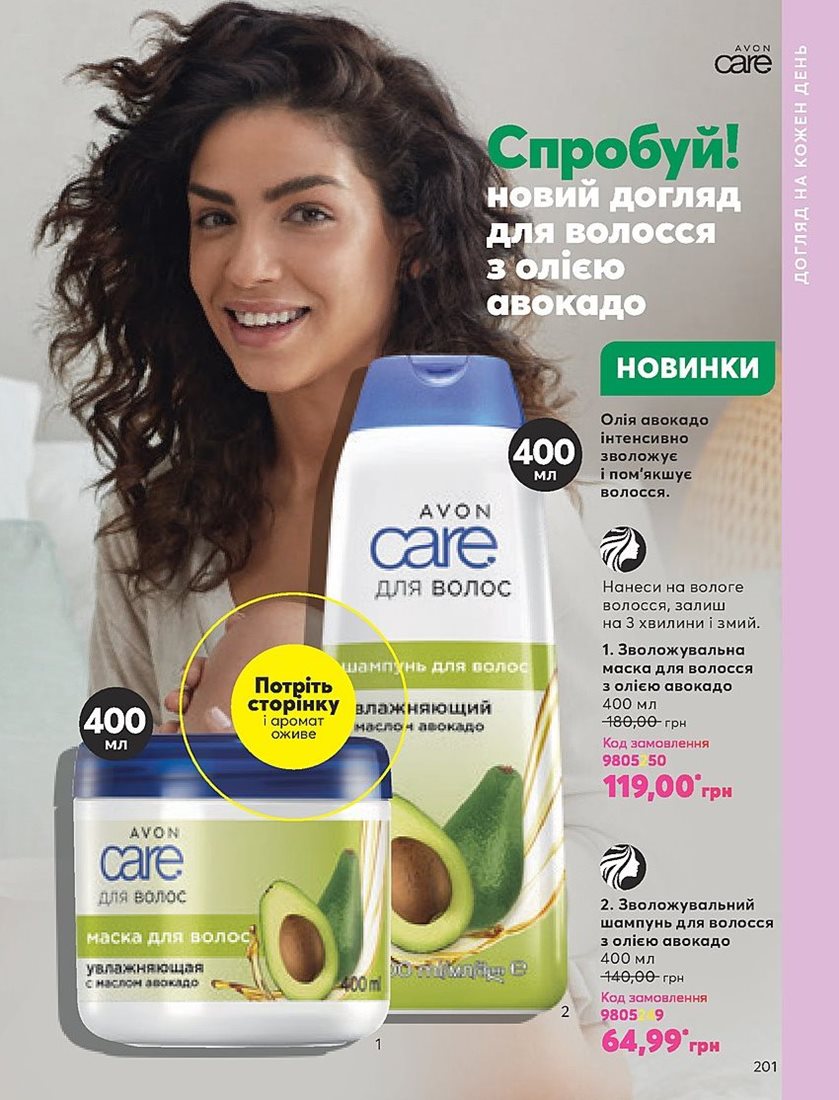 AVON
care
ДОГЛЯД НА КОЖЕН ДЕНЬ
Спробуй!
новий догляд
для волосся
з олією
авокадо
НОВИНКИ
Олія авокадо
інтенсивно
зволожує
і пом'якшує
волосся.
400
мл
AVON
care
ДЛЯ ВОЛОС
шампунь для волос
увлажняющий
маслом авокадо
Нанеси на вологе
волосся, залиш
на 3 хвилини і змий.
1. Зволожувальна
маска для волосся
з олією авокадо
400 мл
180,00 грн
Код замовлення
9805250
119,00* грн
Потріть
сторінку
і аромат
оживе
400
мл
AVON
care
ДЛЯ ВОЛОС
маска для волос
увлажняющая
с маслом авокадо
400 ml
1
2
2. Зволожувальний
шампунь для волосся
з олією авокадо
400 мл
140,00 грн
Код замовлення
64,99* грн
201